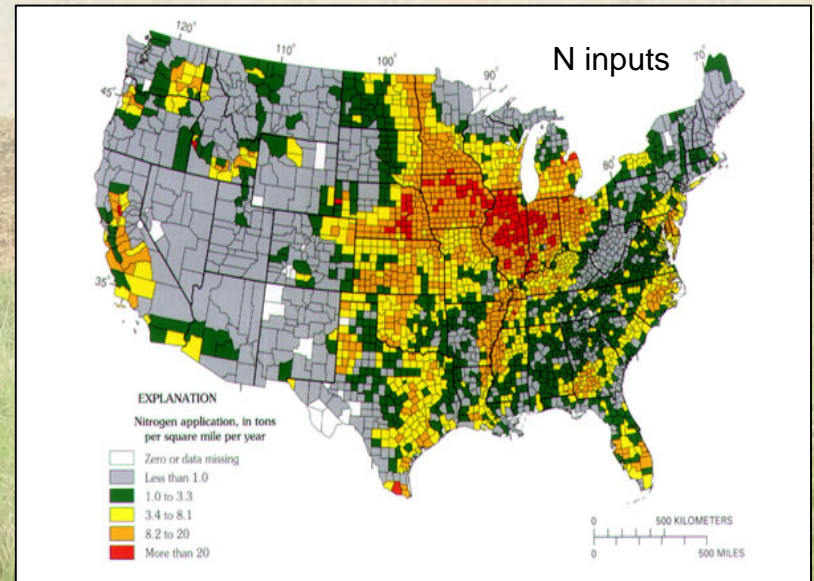 N inputs
120°
110°
100°
90°
70°
45°
80°
35°
EXPLANATION
Nitrogen application, in tons
per square mile per year
Zero or data missing
Less than 1.0
1.0 to 3.3
3.4 to 8.1
8.2 to 20
More than 20
0 500 KILOMETERS
0 500 MILES